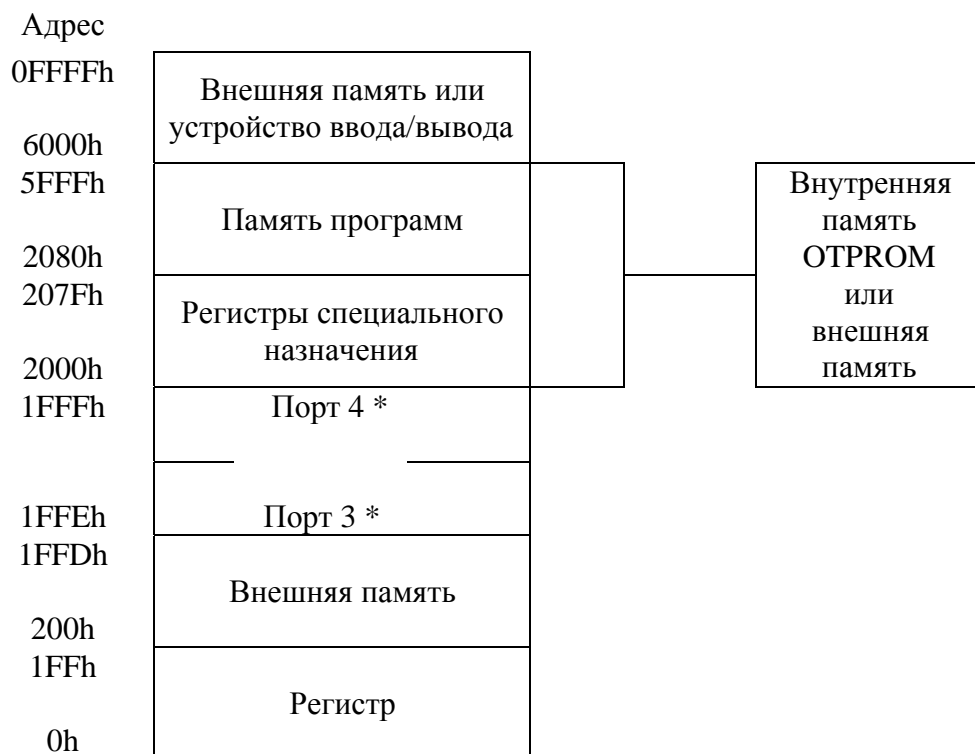 Адрес
0FFFFh
Внешняя память или
устройство ввода/вывода
6000h
5FFFh
Память программ
2080h
207Fh
Регистры специального
назначения
2000h
1FFFh
Порт 4 *
1FFEh
Порт 3 *
1FFDh
Внешняя память
200h
1FFh
Регистр
0h
Внутренняя
память
OTPROM
или
внешняя
память